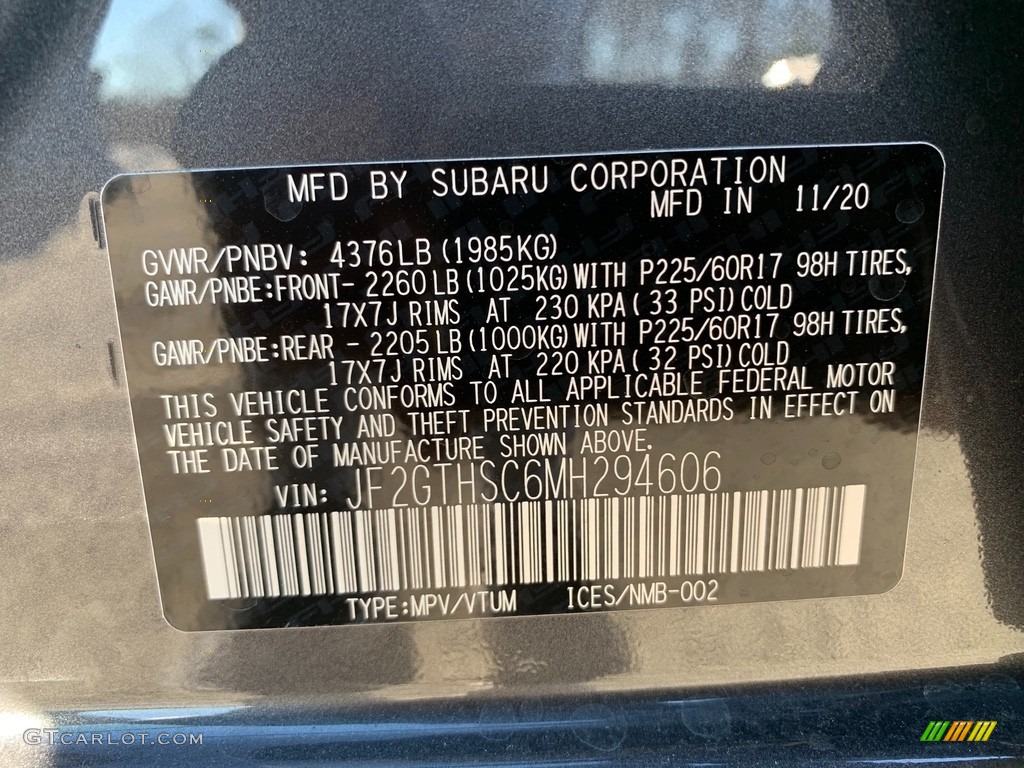 MFD BY SUBARU CORPORATION
MFD IN 11/20
GVWR/PNBV: 4376LB (1985KG)
GAWR/PNBE:FRONT- 2260 LB (1025KG) WITH P225/60R17 98H TIRES,
17X7J RIMS AT 230 KPA ( 33 PSI) COLD
GAWR/PNBE:REAR - 2205 LB (1000KG) WITH P225/60R17 98H TIRES,
17X7J RIMS AT 220 KPA ( 32 PSI) COLD
THIS VEHICLE CONFORMS TO ALL APPLICABLE FEDERAL MOTOR
VEHICLE SAFETY AND THEFT PREVENTION STANDARDS IN EFFECT ON
THE DATE OF MANUFACTURE SHOWN ABOVE.
VIN: JF2GTHSC6MH294606
TYPE:MPV/VTUM ICES/NMB-002
GTCARLOT.COM